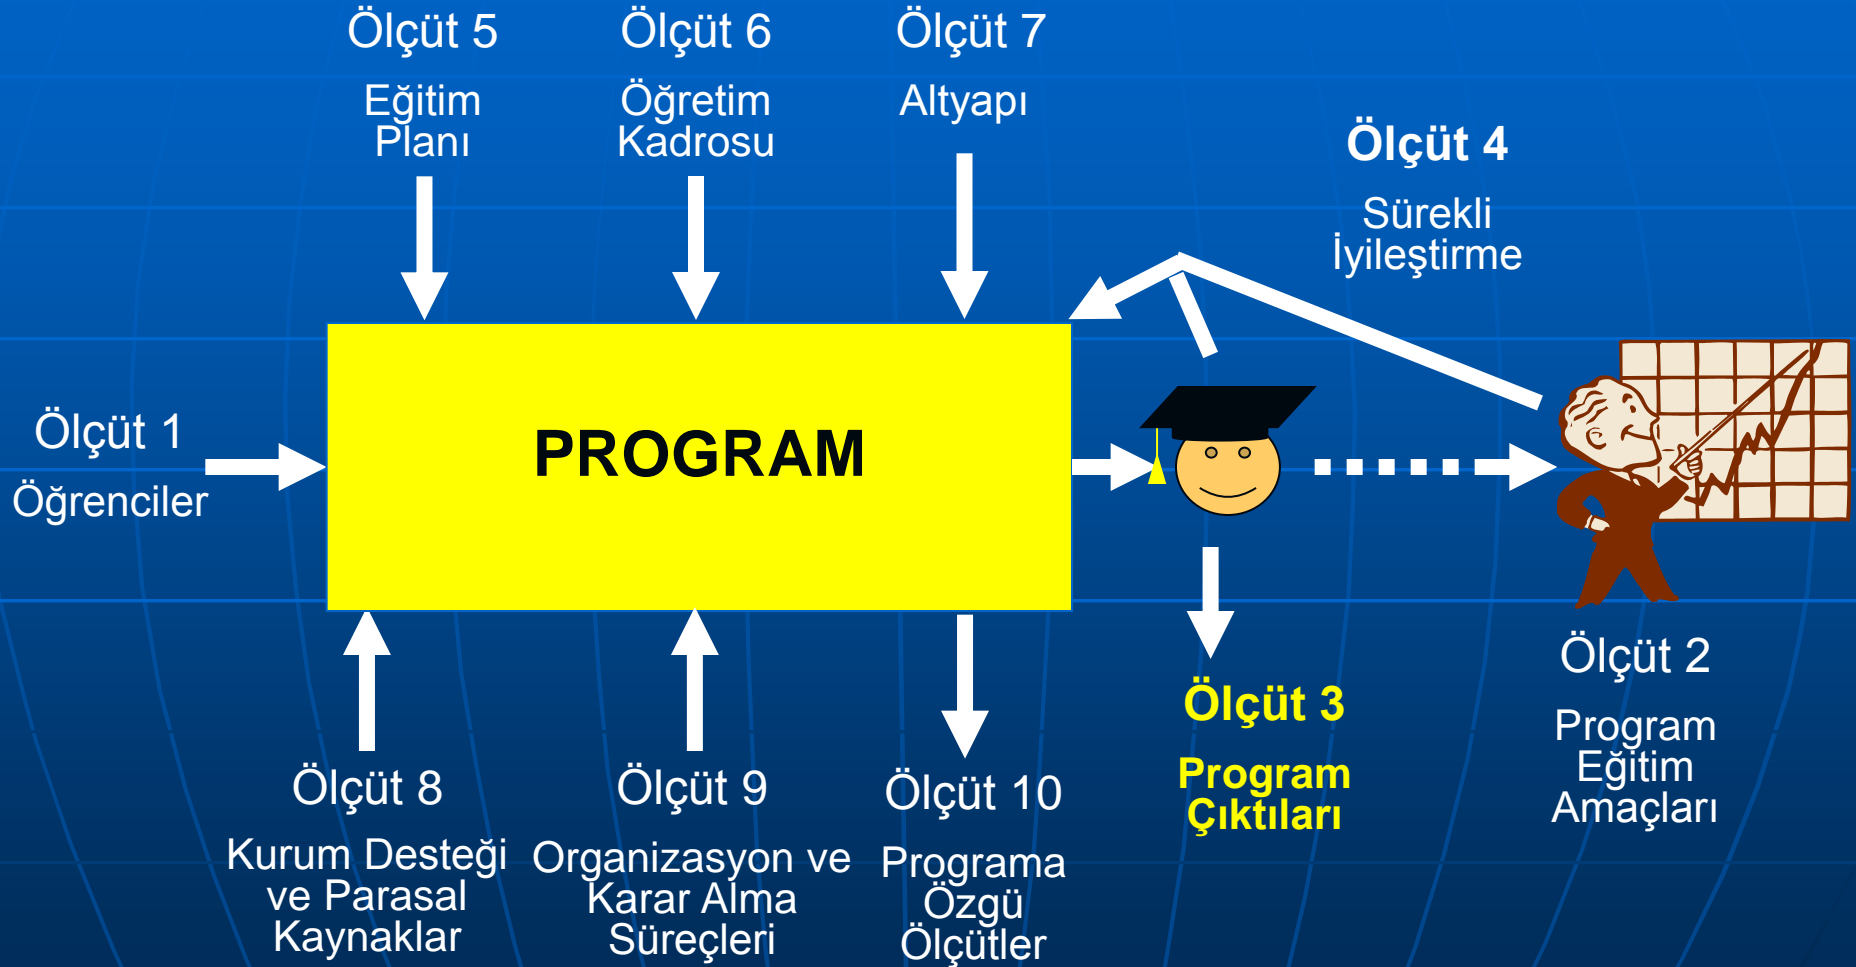 Ölçüt 5
Eğitim
Planı
Ölçüt 6
Öğretim
Kadrosu
Ölçüt 7
Altyapı
Ölçüt 4
Sürekli
İyileştirme
Ölçüt 1
Öğrenciler
PROGRAM
Ölçüt 8
Kurum Desteği
ve Parasal
Kaynaklar
Ölçüt 9
Organizasyon ve
Karar Alma
Süreçleri
Ölçüt 10
Programa
Özgü
Ölçütler
Ölçüt 3
Program
Çıktıları
Ölçüt 2
Program
Eğitim
Amaçları